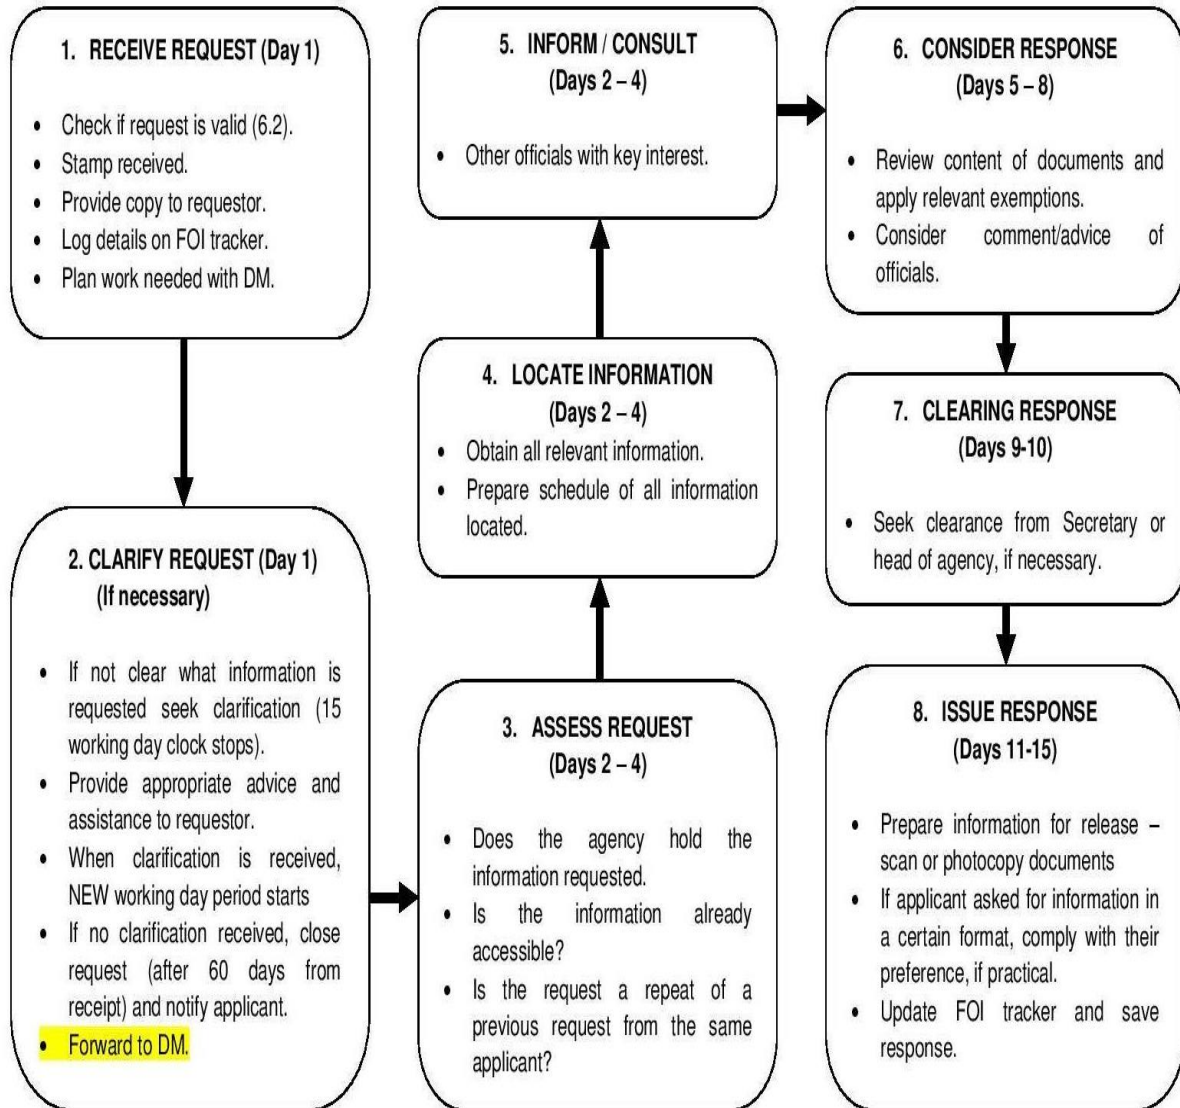 1. RECEIVE REQUEST (Day 1)
• Check if request is valid (6.2).
• Stamp received.
• Provide copy to requestor.
• Log details on FOI tracker.
• Plan work needed with DM.
2. CLARIFY REQUEST (Day 1)
(If necessary)
• If not clear what information is
requested seek clarification (15
working day clock stops).
• Provide appropriate advice and
assistance to requestor.
• When clarification is received,
NEW working day period starts
• If no clarification received, close
request (after 60 days from
receipt) and notify applicant.
• Forward to DM.
3. ASSESS REQUEST
(Days 2 – 4)
• Does the agency hold the
information requested.
• Is the information already
accessible?
• Is the request a repeat of a
previous request from the same
applicant?
4. LOCATE INFORMATION
(Days 2 – 4)
• Obtain all relevant information.
• Prepare schedule of all information
located.
5. INFORM / CONSULT
(Days 2 – 4)
• Other officials with key interest.
6. CONSIDER RESPONSE
(Days 5 – 8)
• Review content of documents and
apply relevant exemptions.
• Consider comment/advice of
officials.
7. CLEARING RESPONSE
(Days 9-10)
• Seek clearance from Secretary or
head of agency, if necessary.
8. ISSUE RESPONSE
(Days 11-15)
• Prepare information for release –
scan or photocopy documents
• If applicant asked for information in
a certain format, comply with their
preference, if practical.
• Update FOI tracker and save
response.